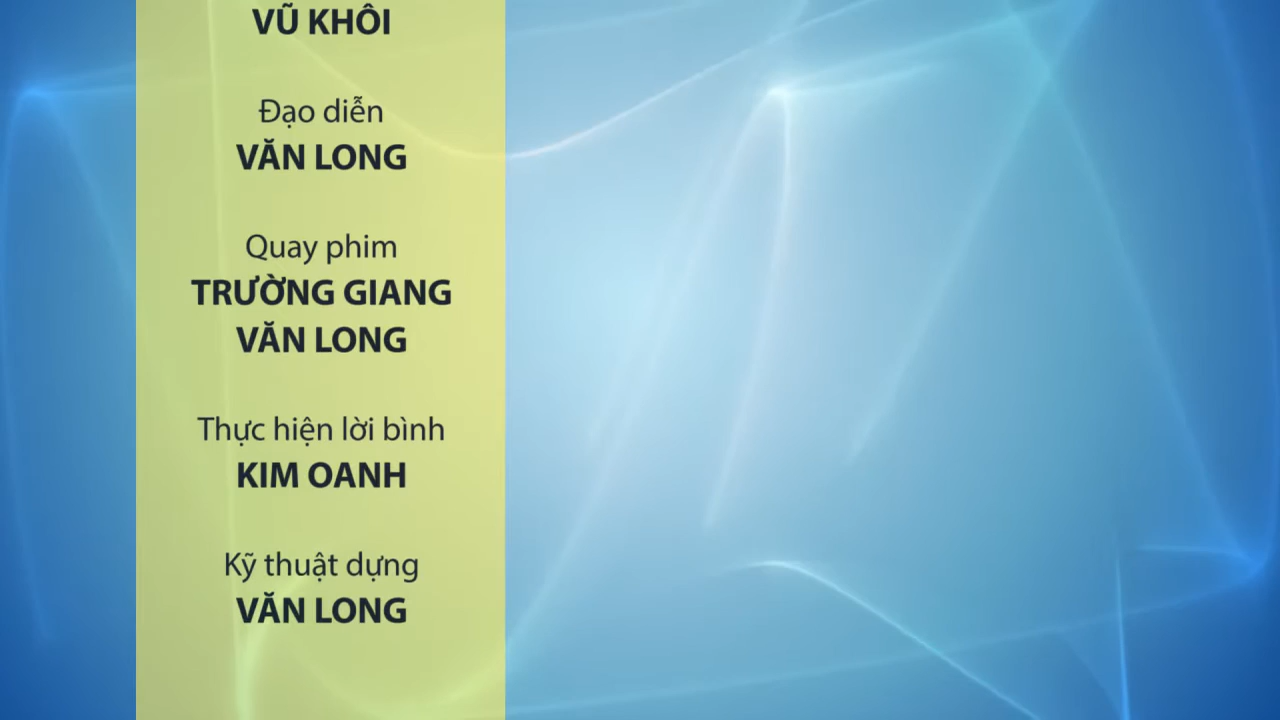 VŨ KHÔI
Đạo diễn
VĂN LONG
Quay phim
TRƯỜNG GIANG
VĂN LONG
Thực hiện lời bình
KIM OANH
Kỹ thuật dựng
VĂN LONG